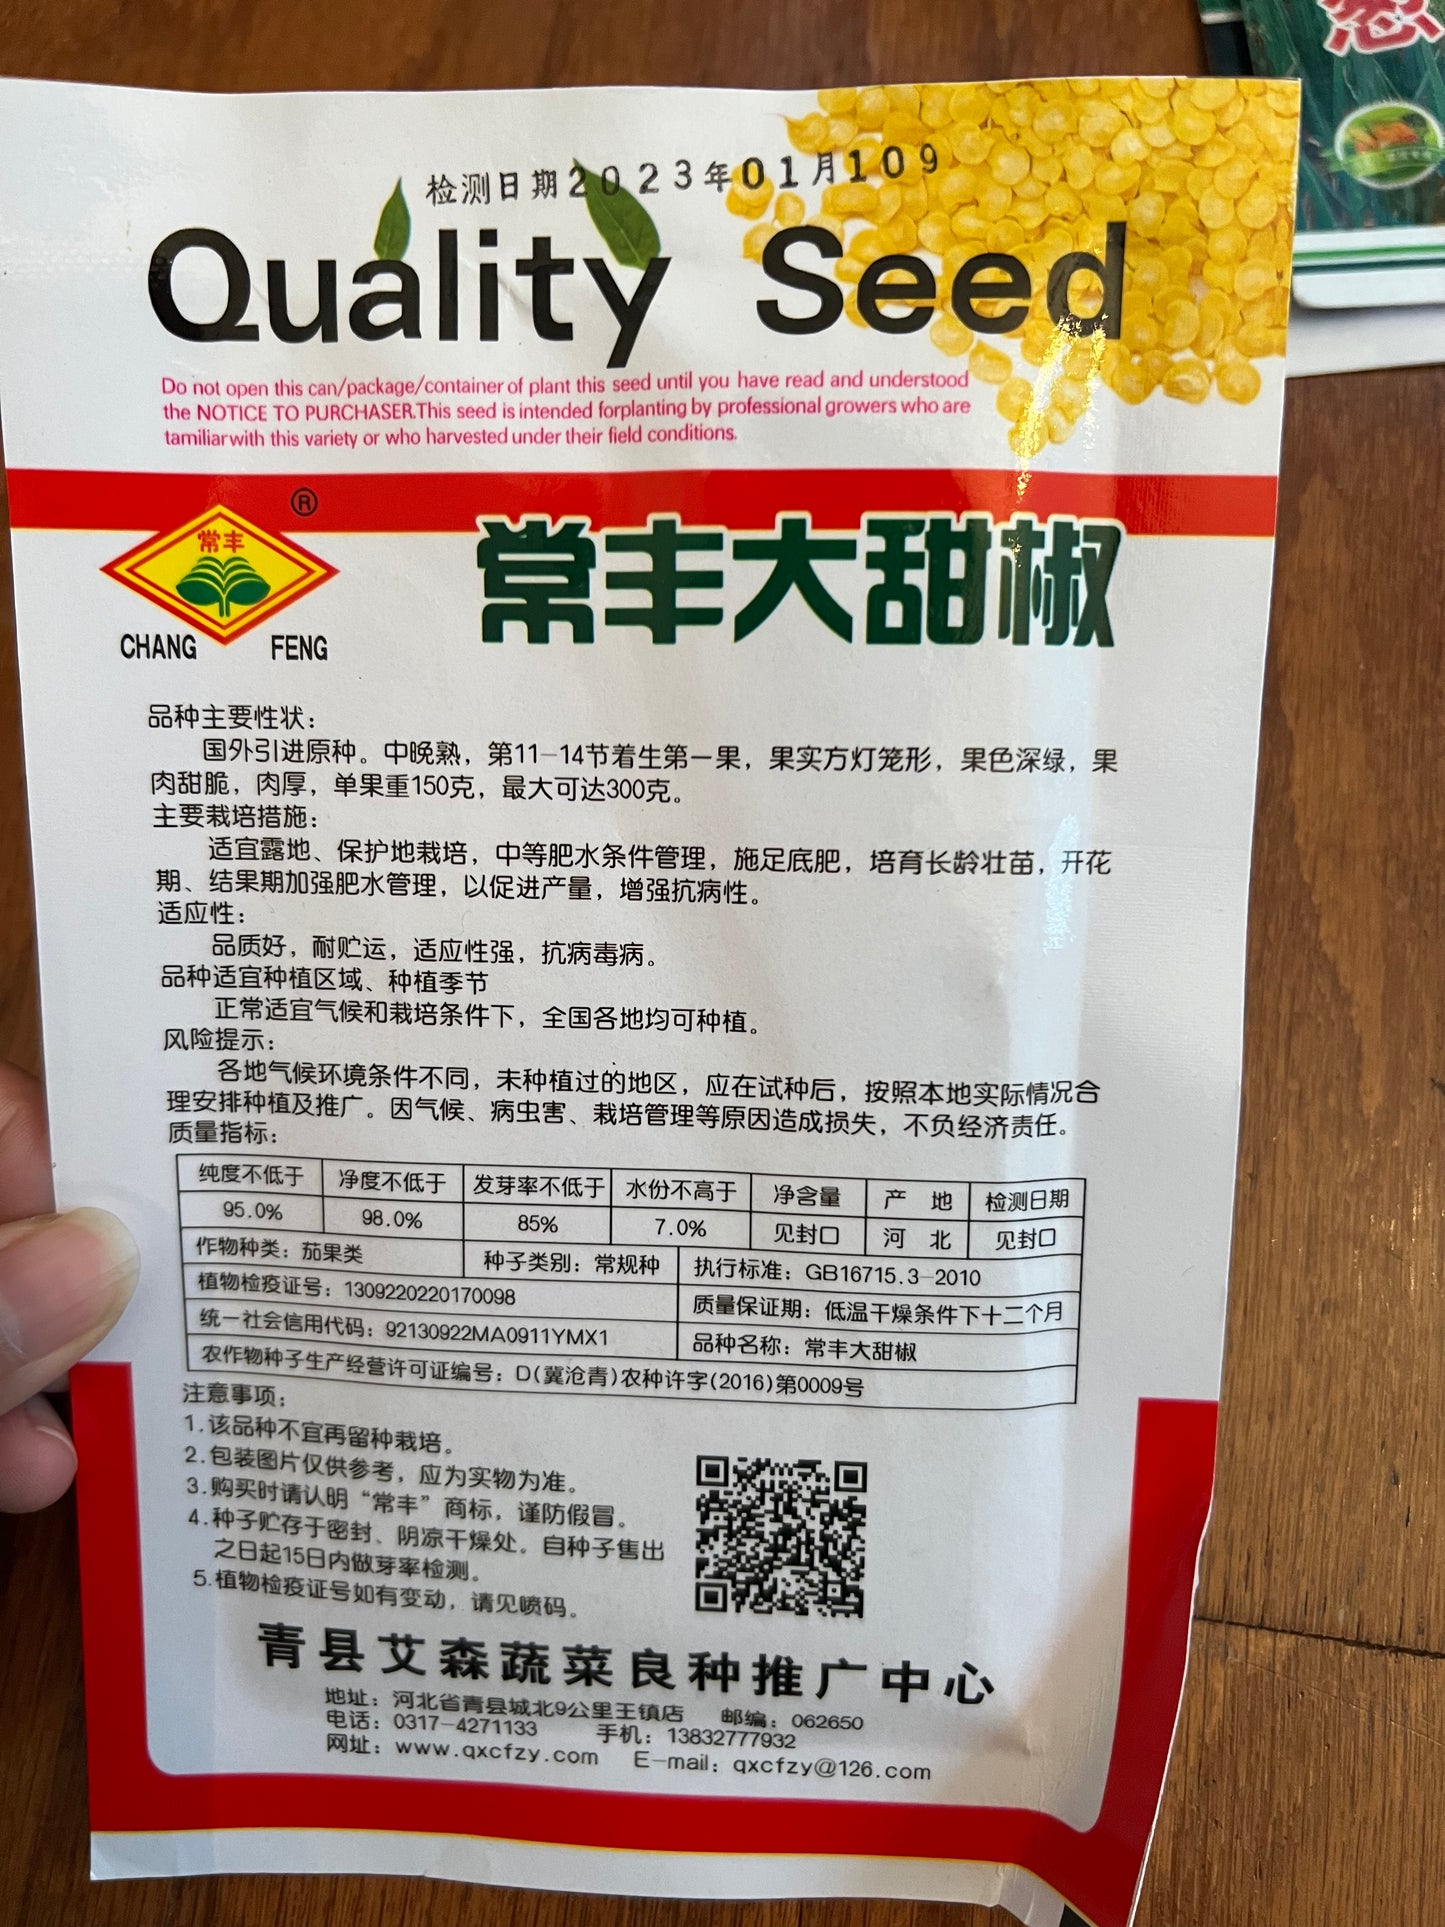 检测日期2023年01月109
Quality Seed
Do not open this can/package/container of plant this seed until you have read and understood
the NOTICE TO PURCHASER.This seed is intended forplanting by professional growers who are
tamiliarwith this variety or who harvested under their field conditions.
®
常丰
CHANG FENG
常丰大甜椒
品种主要性状：
国外引进原种。中晚熟，第11-14节着生第一果，果实方灯笼形，果色深绿，果
肉甜脆，肉厚，单果重150克，最大可达300克。
主要栽培措施：
适宜露地、保护地栽培，中等肥水条件管理，施足底肥，培育长龄壮苗，开花
期、结果期加强肥水管理，以促进产量，增强抗病性。
适应性：
品质好，耐贮运，适应性强，抗病毒病。
品种适宜种植区域、种植季节
正常适宜气候和栽培条件下，全国各地均可种植。
风险提示：
各地气候环境条件不同，未种植过的地区，应在试种后，按照本地实际情况合
理安排种植及推广。因气候、病虫害、栽培管理等原因造成损失，不负经济责任。
质量指标：
纯度不低于 净度不低于 发芽率不低于 水份不高于 净含量 产 地 检测日期
95.0% 98.0% 85% 7.0% 见封口 河 北 见封口
作物种类：茄果类 种子类别：常规种 执行标准：GB16715.3-2010
植物检疫证号：1309220220170098 质量保证期：低温干燥条件下十二个月
统一社会信用代码：92130922MA0911YMX1 品种名称：常丰大甜椒
农作物种子生产经营许可证编号：D(冀沧青)农种许字(2016)第0009号
注意事项：
1.该品种不宜再留种栽培。
2.包装图片仅供参考，应为实物为准。
3.购买时请认明“常丰”商标，谨防假冒。
4.种子贮存于密封、阴凉干燥处。自种子售出
之日起15日内做芽率检测。
5.植物检疫证号如有变动，请见喷码。
青县艾森蔬菜良种推广中心
地址：河北省青县城北9公里王镇店 邮编：062650
电话：0317-4271133 手机：13832777932
网址：www.qxcfzy.com E-mail：qxcfzy@126.com
葱